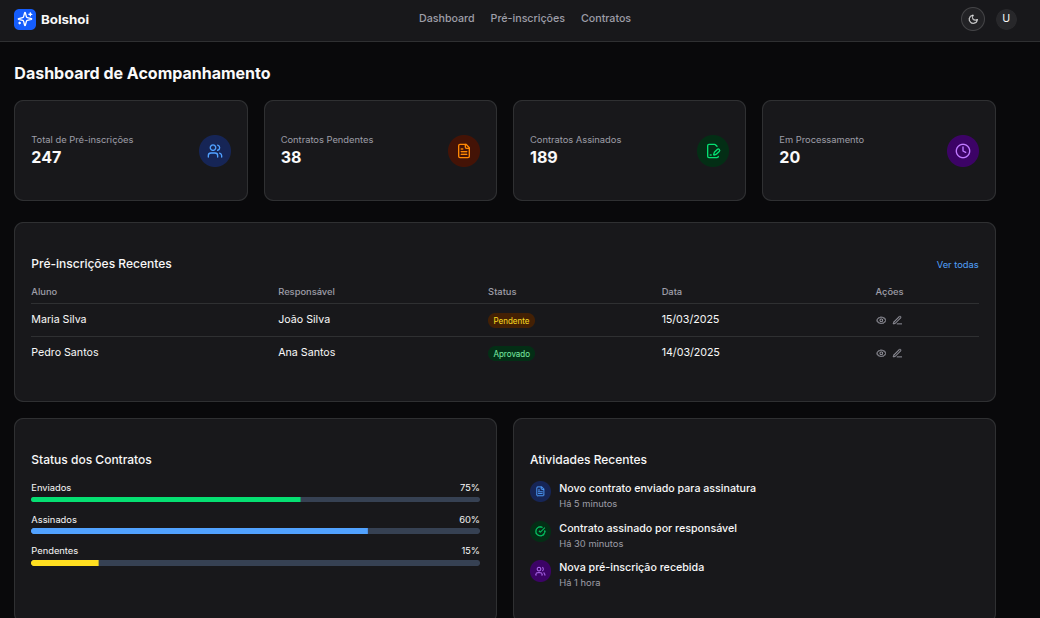 Bolshoi
Dashboard Pré-inscrições Contratos
U
Dashboard de Acompanhamento
Total de Pré-inscrições
247
Contratos Pendentes
38
Contratos Assinados
189
Em Processamento
20
Pré-inscrições Recentes
Ver todas
Aluno Responsável Status Data Ações
Maria Silva João Silva Pendente 15/03/2025
Pedro Santos Ana Santos Aprovado 14/03/2025
Status dos Contratos
Enviados 75%
Assinados 60%
Pendentes 15%
Atividades Recentes
Novo contrato enviado para assinatura
Há 5 minutos
Contrato assinado por responsável
Há 30 minutos
Nova pré-inscrição recebida
Há 1 hora